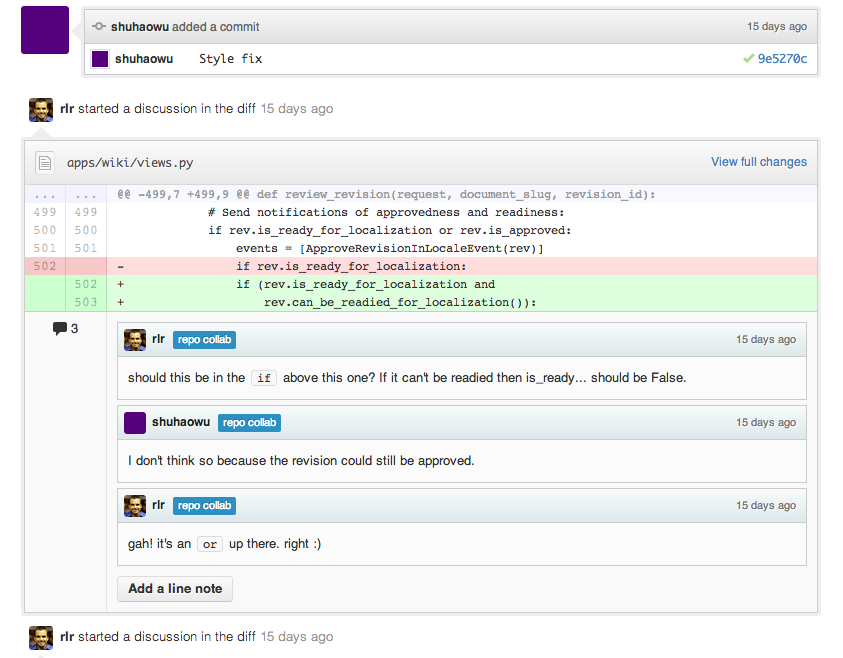 shuhaowu added a commit 15 days ago
shuhaowu Style fix 9e5270c
rlr started a discussion in the diff 15 days ago
apps/wiki/views.py View full changes
... ... @@ -499,7 +499,9 @@ def review_revision(request, document_slug, revision_id):
499 499 # Send notifications of approvedness and readiness:
500 500 if rev.is_ready_for_localization or rev.is_approved:
501 501 events = [ApproveRevisionInLocaleEvent(rev)]
502 - if rev.is_ready_for_localization:
502 + if (rev.is_ready_for_localization and
503 + rev.can_be_readied_for_localization()):
3
rlr repo collab 15 days ago
should this be in the if above this one? If it can't be readied then is_ready... should be False.
shuhaowu repo collab 15 days ago
I don't think so because the revision could still be approved.
rlr repo collab 15 days ago
gah! it's an or up there. right :)
Add a line note
rlr started a discussion in the diff 15 days ago